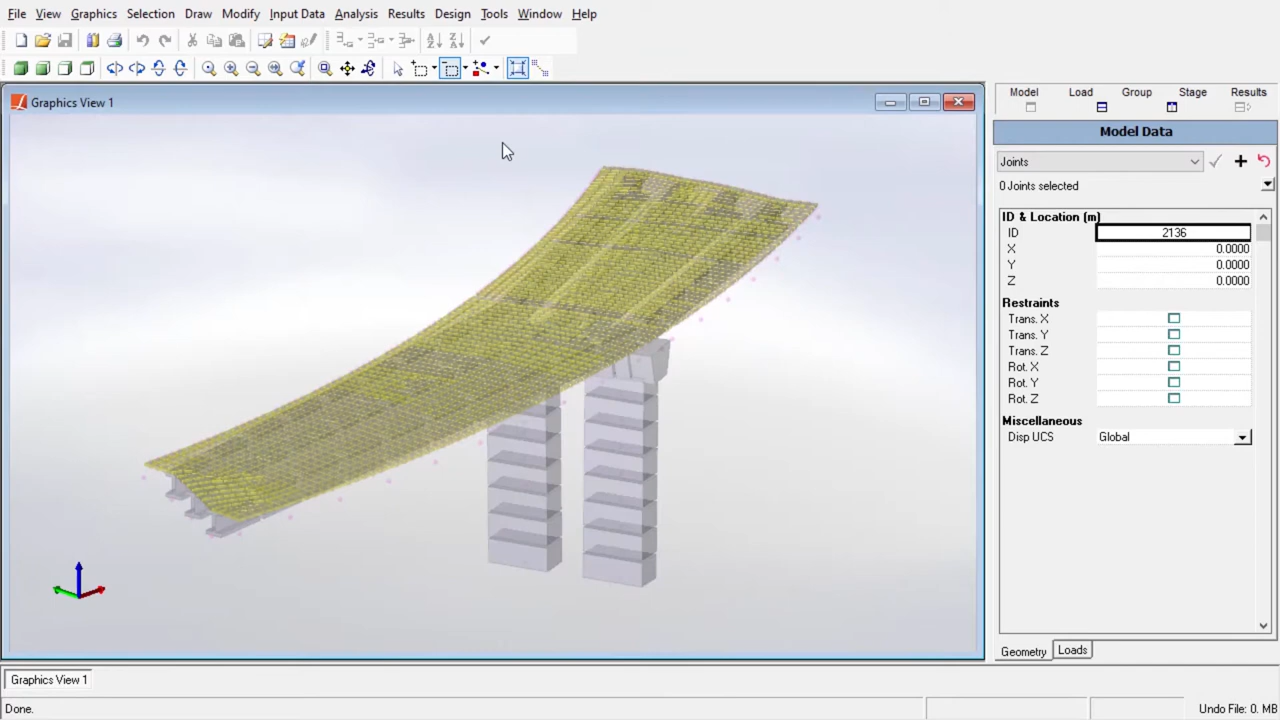 File View Graphics Selection Draw Modify Input Data Analysis Results Design Tools Window Help
Graphics View 1
Model Load Group Stage Results
Model Data
Joints
0 Joints selected
ID & Location (m)
ID 2136
X 0.0000
Y 0.0000
Z 0.0000
Restraints
Trans. X
Trans. Y
Trans. Z
Rot. X
Rot. Y
Rot. Z
Miscellaneous
Disp UCS Global
Geometry Loads
Graphics View 1
Done. Undo File: 0. MB